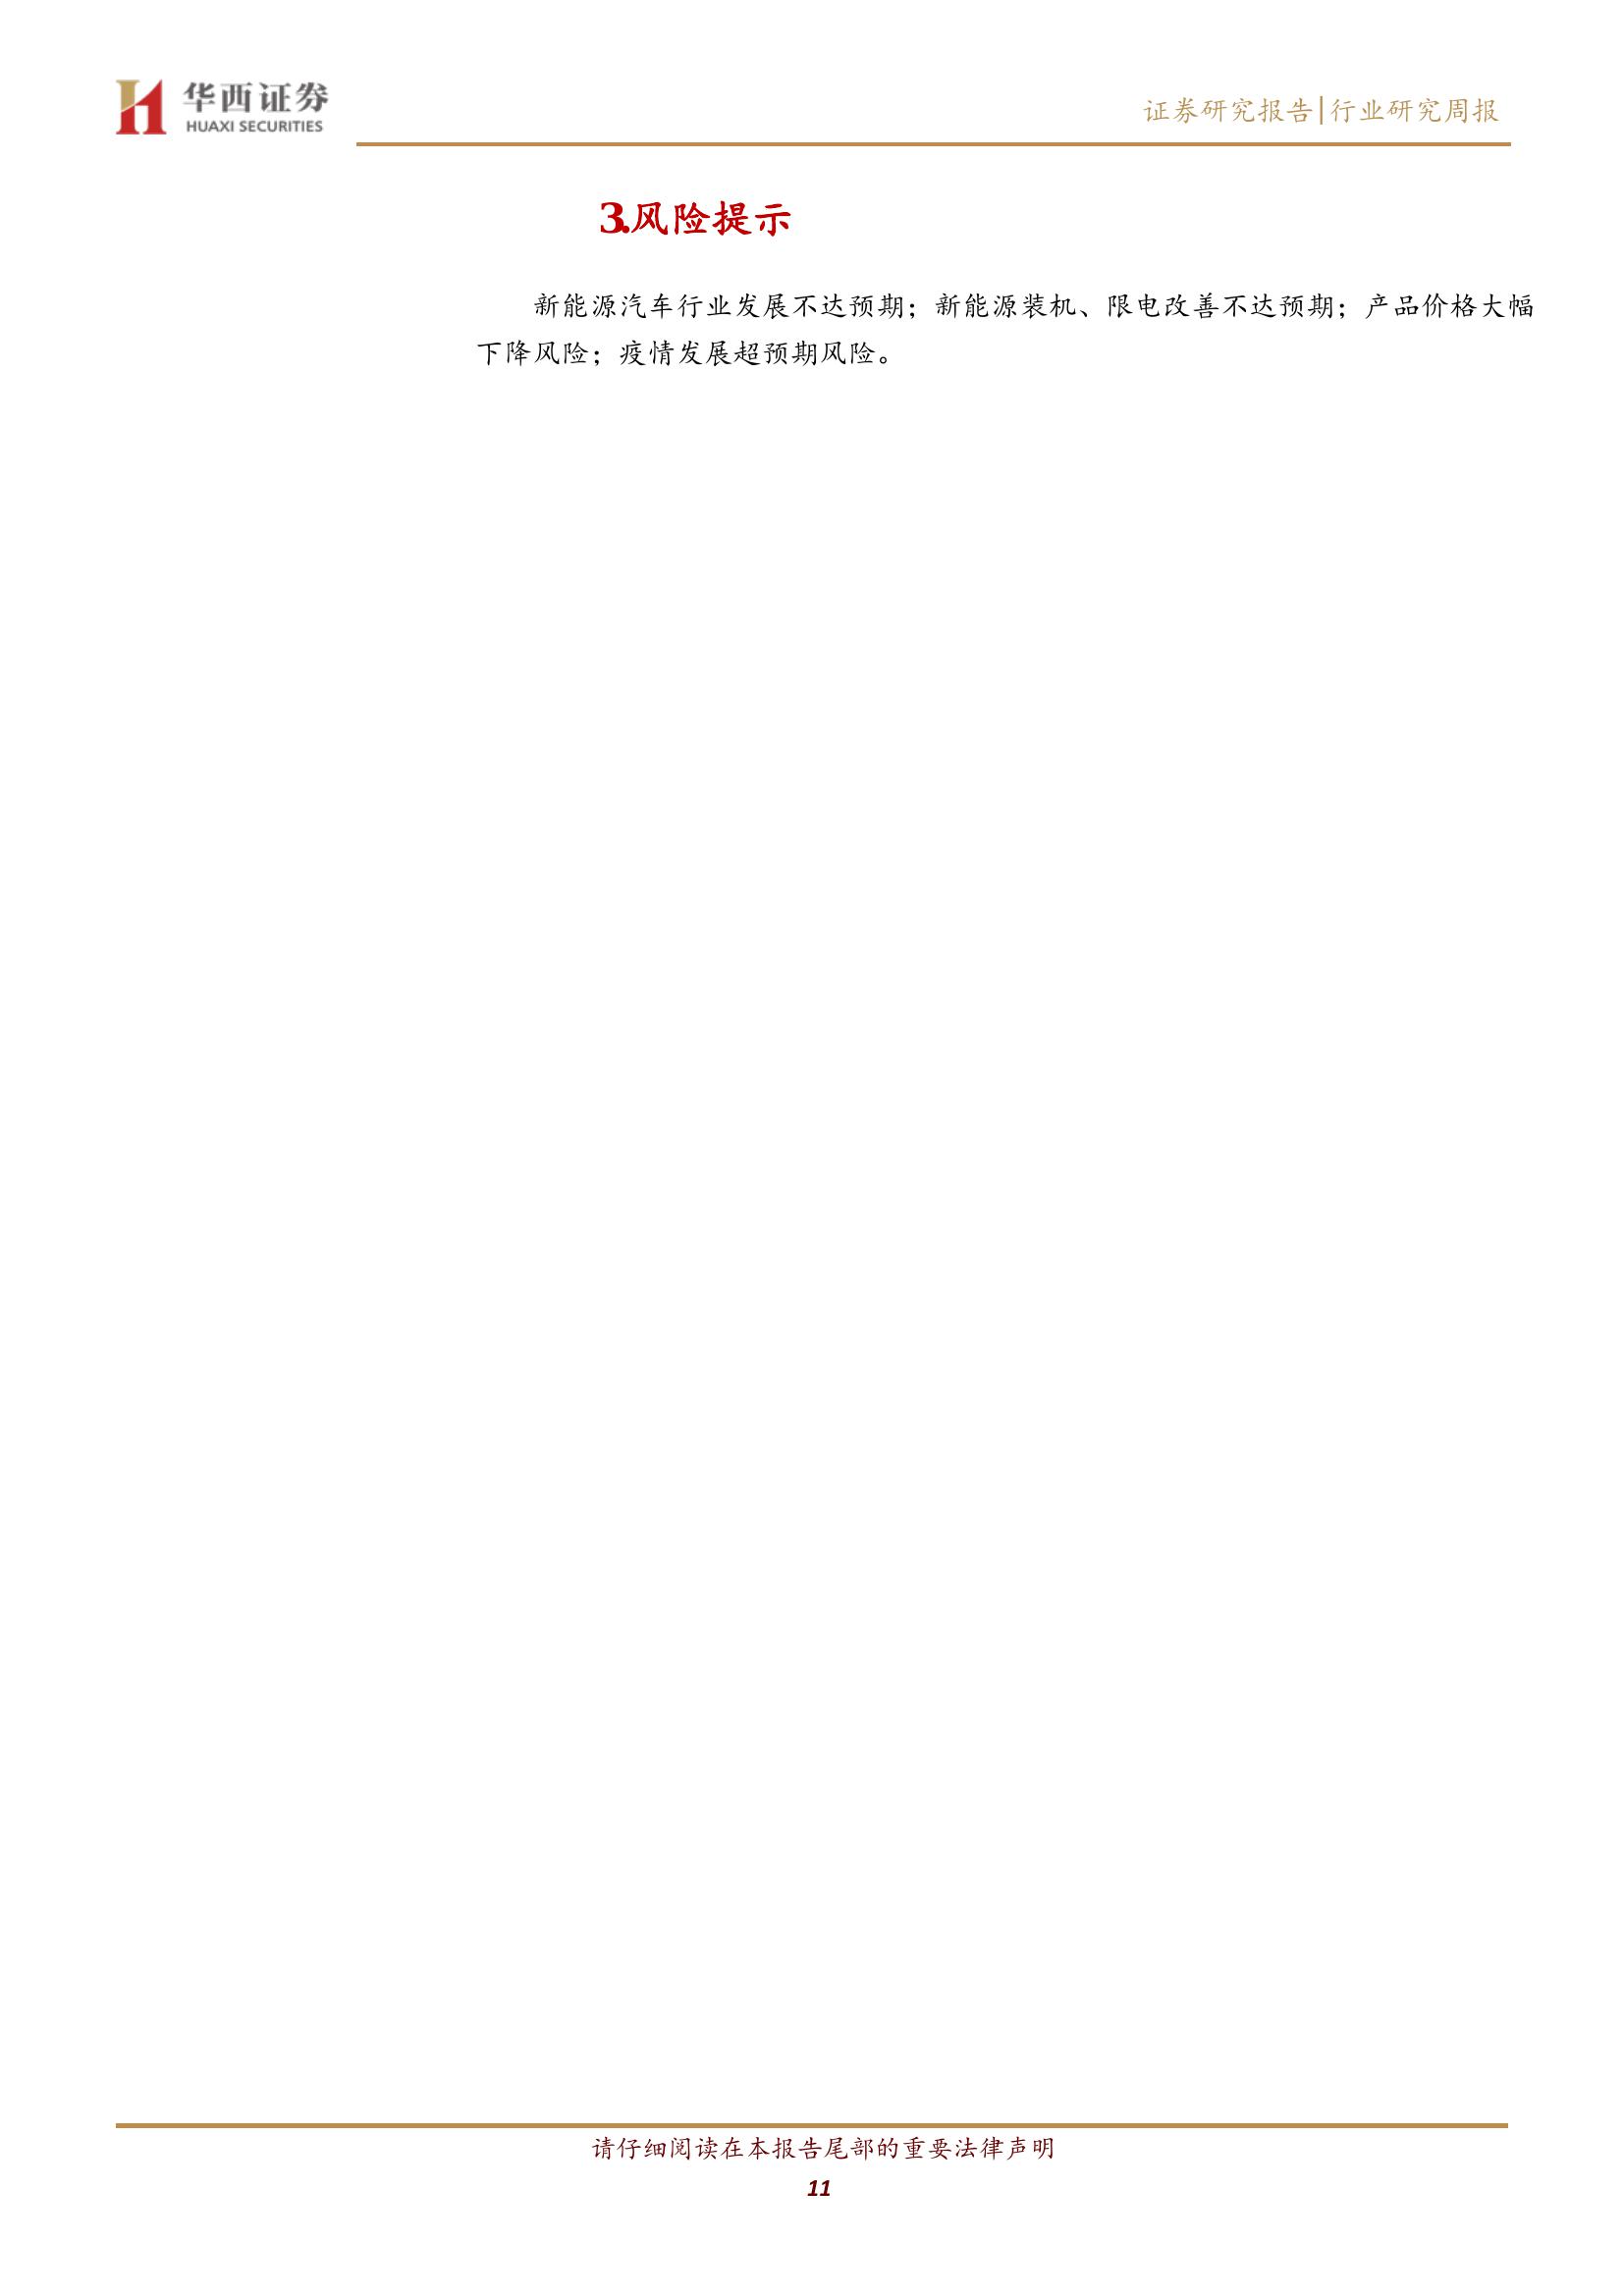 华西证券
HUAXI SECURITIES
证券研究报告|行业研究周报
3.风险提示
新能源汽车行业发展不达预期；新能源装机、限电改善不达预期；产品价格大幅
下降风险；疫情发展超预期风险。
请仔细阅读在本报告尾部的重要法律声明
11